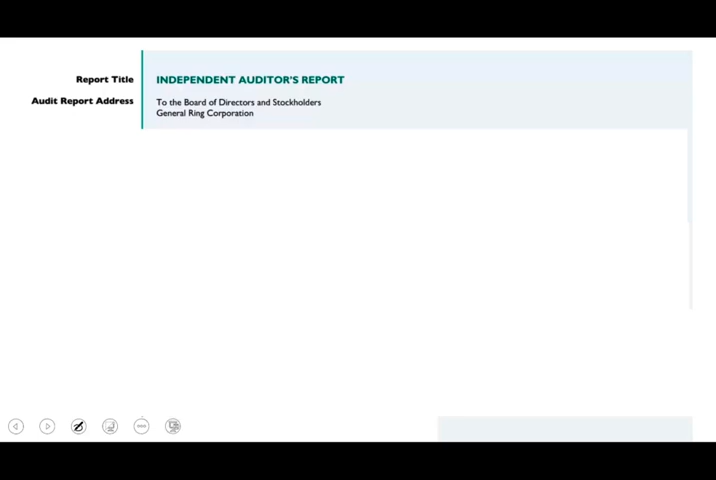 Report Title
INDEPENDENT AUDITOR'S REPORT
Audit Report Address
To the Board of Directors and Stockholders
General Ring Corporation